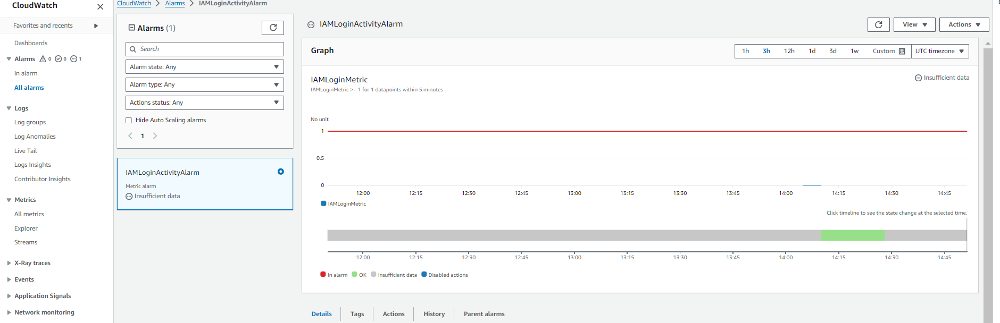 CloudWatch
Favorites and recents
Dashboards
Alarms 0 0 1
In alarm
All alarms
Logs
Log groups
Log Anomalies
Live Tail
Logs Insights
Contributor Insights
Metrics
All metrics
Explorer
Streams
X-Ray traces
Events
Application Signals
Network monitoring
CloudWatch > Alarms > IAMLoginActivityAlarm
Alarms (1)
Search
Alarm state: Any
Alarm type: Any
Actions status: Any
Hide Auto Scaling alarms
1
IAMLoginActivityAlarm
Metric alarm
Insufficient data
IAMLoginActivityAlarm
View
Actions
Graph
1h 3h 12h 1d 3d 1w Custom UTC timezone
IAMLoginMetric
Insufficient data
IAMLoginMetric >= 1 for 1 datapoints within 5 minutes
No unit
1
0.5
0
12:00 12:15 12:30 12:45 13:00 13:15 13:30 13:45 14:00 14:15 14:30 14:45
IAMLoginMetric
Click timeline to see the state change at the selected time.
12:00 12:15 12:30 12:45 13:00 13:15 13:30 13:45 14:00 14:15 14:30 14:45
In alarm OK Insufficient data Disabled actions
Details Tags Actions History Parent alarms